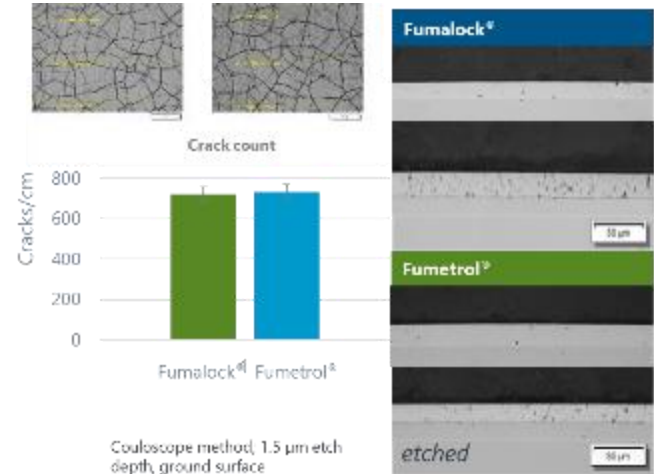 Crack count
Cracks/cm
800
600
400
200
0
Fumalock® Fumetrol®
Couloscope method, 1.5 µm etch
depth, ground surface
Fumalock®
50 µm
Fumetrol®
etched
50 µm